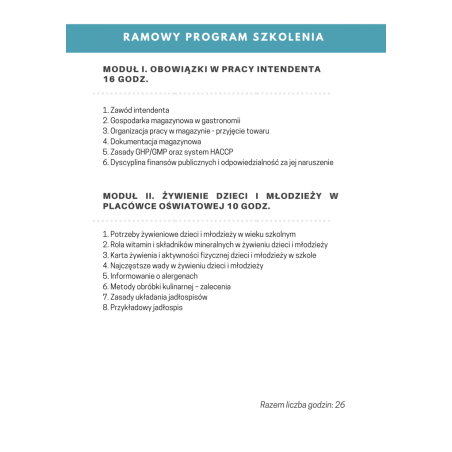 RAMOWY PROGRAM SZKOLENIA
MODUŁ I. OBOWIĄZKI W PRACY INTENDENTA
16 GODZ.
1. Zawód intendenta
2. Gospodarka magazynowa w gastronomii
3. Organizacja pracy w magazynie - przyjęcie towaru
4. Dokumentacja magazynowa
5. Zasady GHP/GMP oraz system HACCP
6. Dyscyplina finansów publicznych i odpowiedzialność za jej naruszenie
MODUŁ II. ŻYWIENIE DZIECI I MŁODZIEŻY W
PLACÓWCE OŚWIATOWEJ 10 GODZ.
1. Potrzeby żywieniowe dzieci i młodzieży w wieku szkolnym
2. Rola witamin i składników mineralnych w żywieniu dzieci i młodzieży
3. Karta żywienia i aktywności fizycznej dzieci i młodzieży w szkole
4. Najczęstsze wady w żywieniu dzieci i młodzieży
5. Informowanie o alergenach
6. Metody obróbki kulinarnej – zalecenia
7. Zasady układania jadłospisów
8. Przykładowy jadłospis
Razem liczba godzin: 26